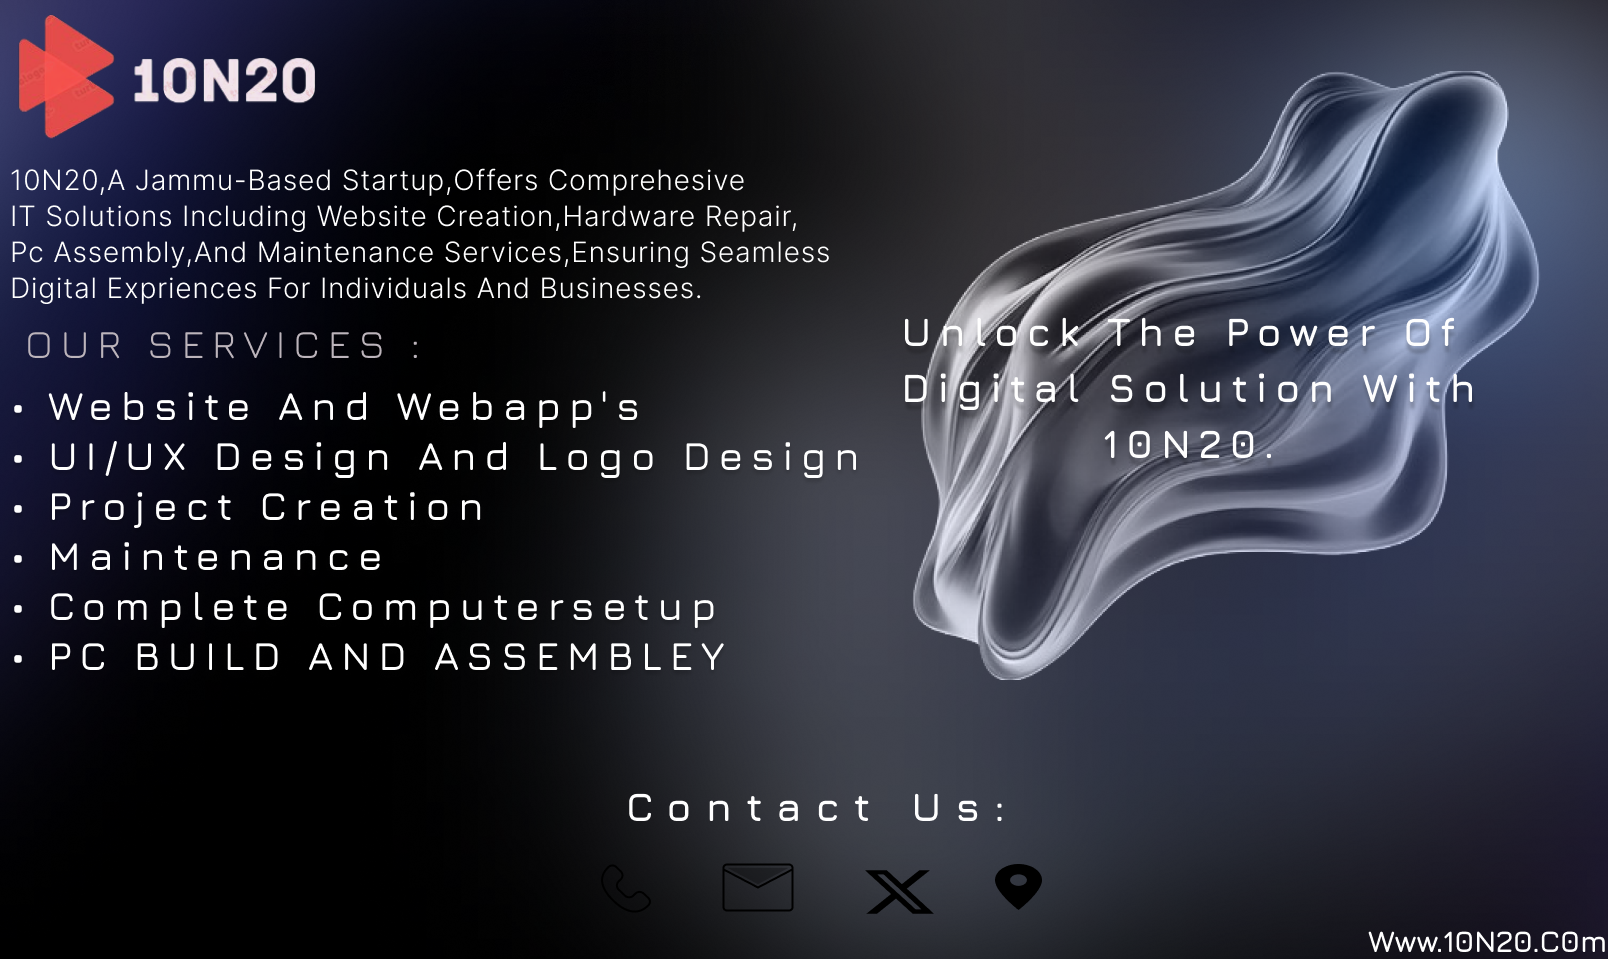 10N20
10N20,A Jammu-Based Startup,Offers Comprehesive
IT Solutions Including Website Creation,Hardware Repair,
Pc Assembly,And Maintenance Services,Ensuring Seamless
Digital Expriences For Individuals And Businesses.
OUR SERVICES :
• Website And Webapp's
• UI/UX Design And Logo Design
• Project Creation
• Maintenance
• Complete Computersetup
• PC BUILD AND ASSEMBLEY
Unlock The Power Of
Digital Solution With
10N20.
Contact Us:
Www.10N20.C0m